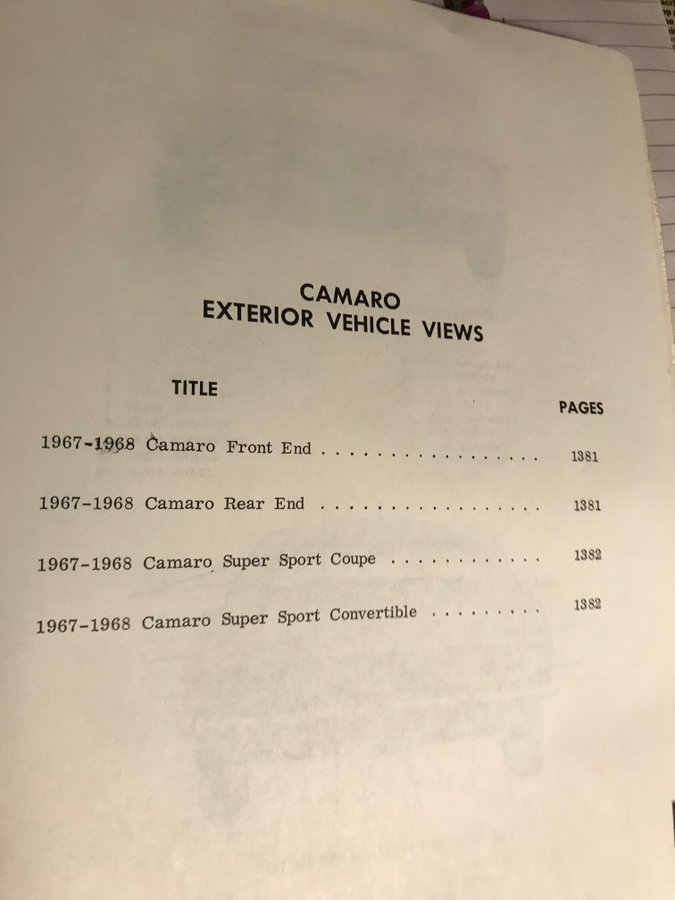 CAMARO
EXTERIOR VEHICLE VIEWS
TITLE
PAGES
1967-1968 Camaro Front End . . . . . . . . . . . . . . . . . 1381
1967-1968 Camaro Rear End . . . . . . . . . . . . . . . . . 1381
1967-1968 Camaro Super Sport Coupe . . . . . . . . . . . . 1382
1967-1968 Camaro Super Sport Convertible . . . . . . . . . 1382